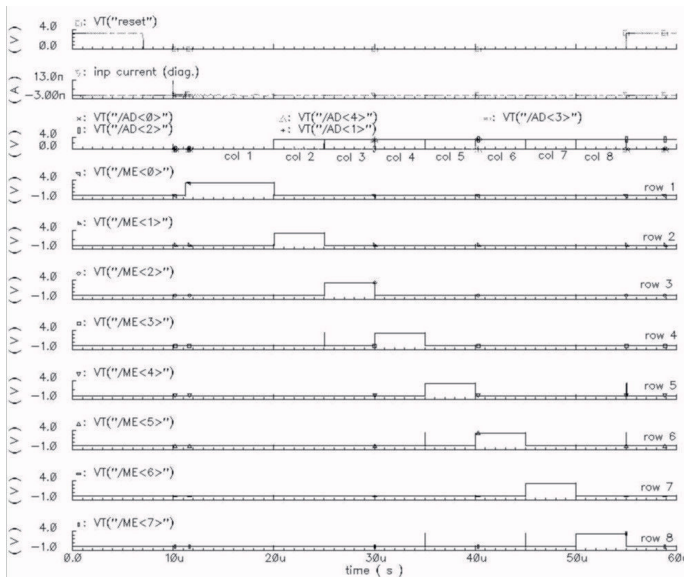 (V) 4.0 0.0 □: VT("reset")
(A) 13.0n −3.00n ▽: inp current (diag.)
×: VT("/AD<0>") △: VT("/AD<4>") VT("/AD<3>")
▯: VT("/AD<2>") +: VT("/AD<1>")
(V) 4.0 0.0
col 1 col 2 col 3 col 4 col 5 col 6 col 7 col 8
(V) 4.0 −1.0 VT("/ME<0>") row 1
(V) 4.0 −1.0 VT("/ME<1>") row 2
(V) 4.0 −1.0 ○: VT("/ME<2>") row 3
(V) 4.0 −1.0 □: VT("/ME<3>") row 4
(V) 4.0 −1.0 ▽: VT("/ME<4>") row 5
(V) 4.0 −1.0 △: VT("/ME<5>") row 6
(V) 4.0 −1.0 VT("/ME<6>") row 7
(V) 4.0 −1.0 VT("/ME<7>") row 8
0.0 10u 20u 30u 40u 50u
time ( s )